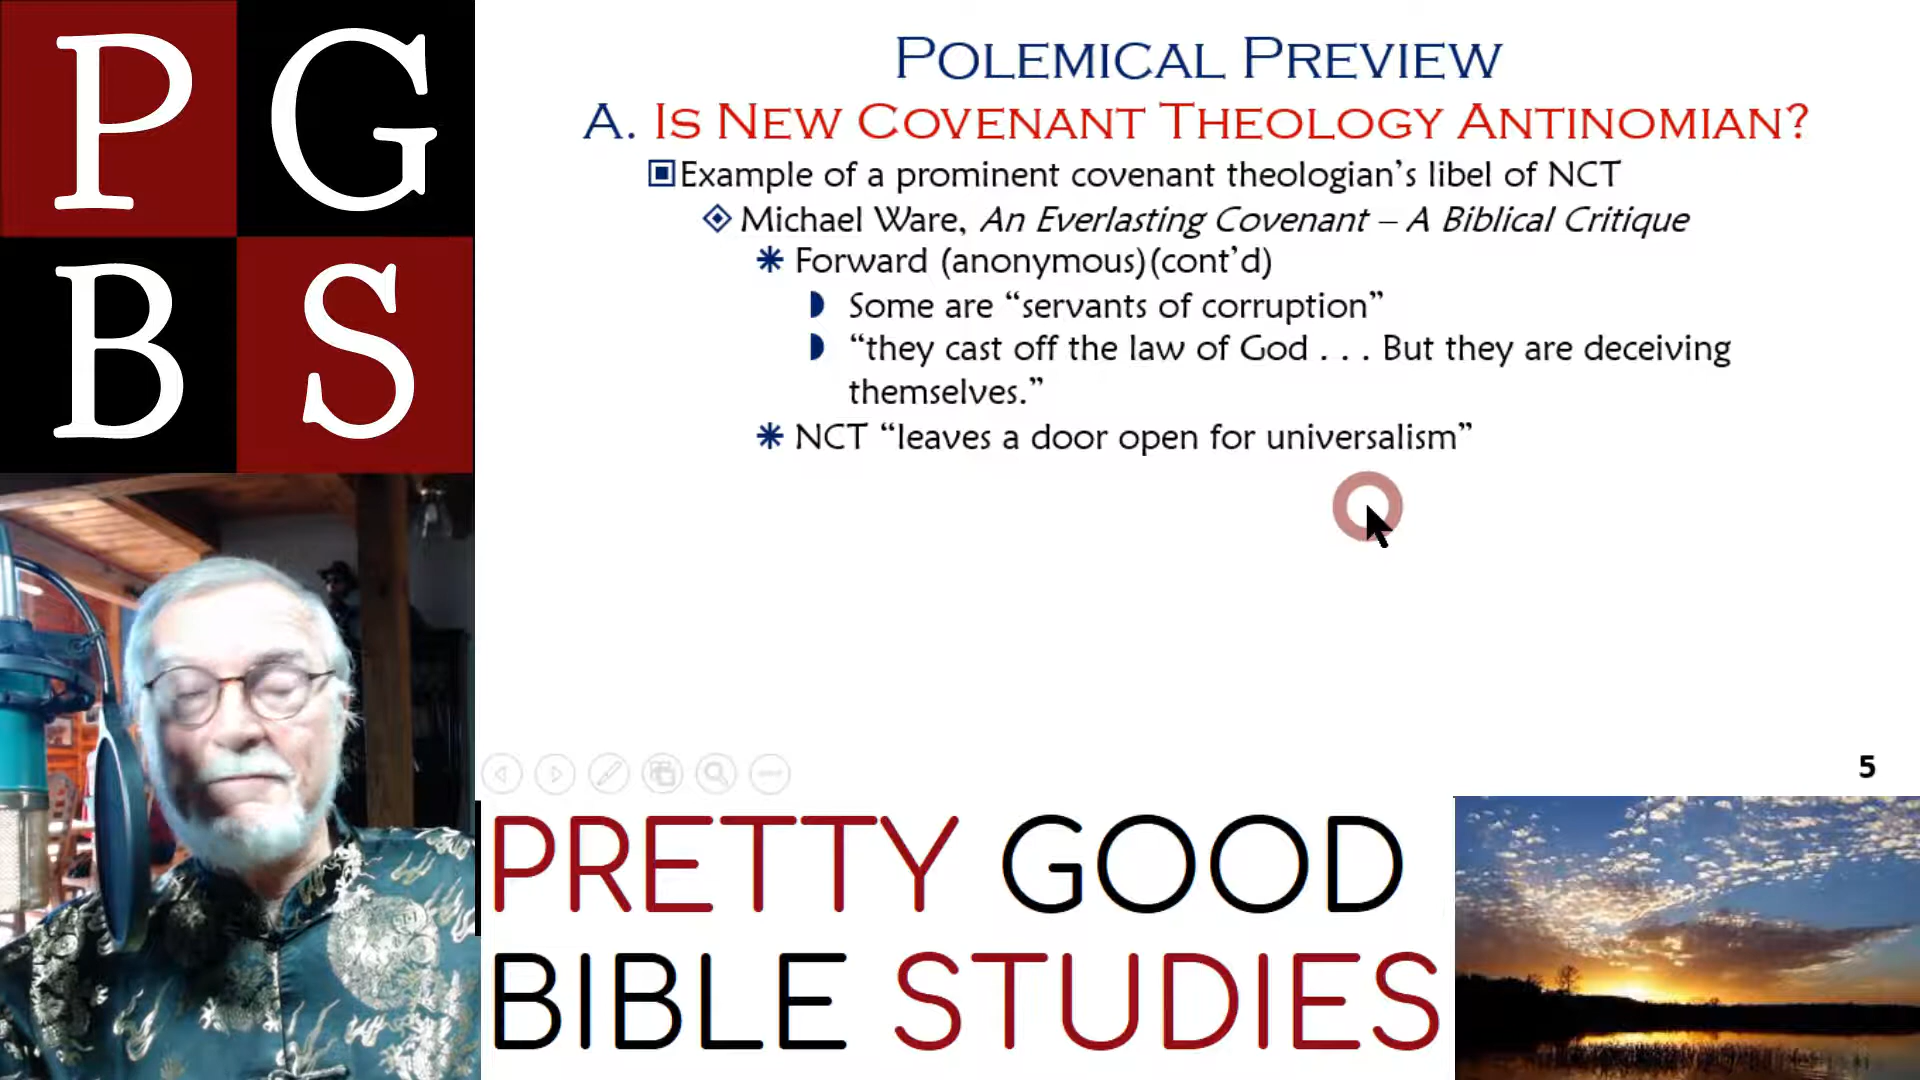 P G
B S
POLEMICAL PREVIEW
A. IS NEW COVENANT THEOLOGY ANTINOMIAN?
Example of a prominent covenant theologian’s libel of NCT
Michael Ware, An Everlasting Covenant – A Biblical Critique
Forward (anonymous)(cont’d)
Some are “servants of corruption”
“they cast off the law of God . . . But they are deceiving
themselves.”
NCT “leaves a door open for universalism”
5
PRETTY GOOD
BIBLE STUDIES